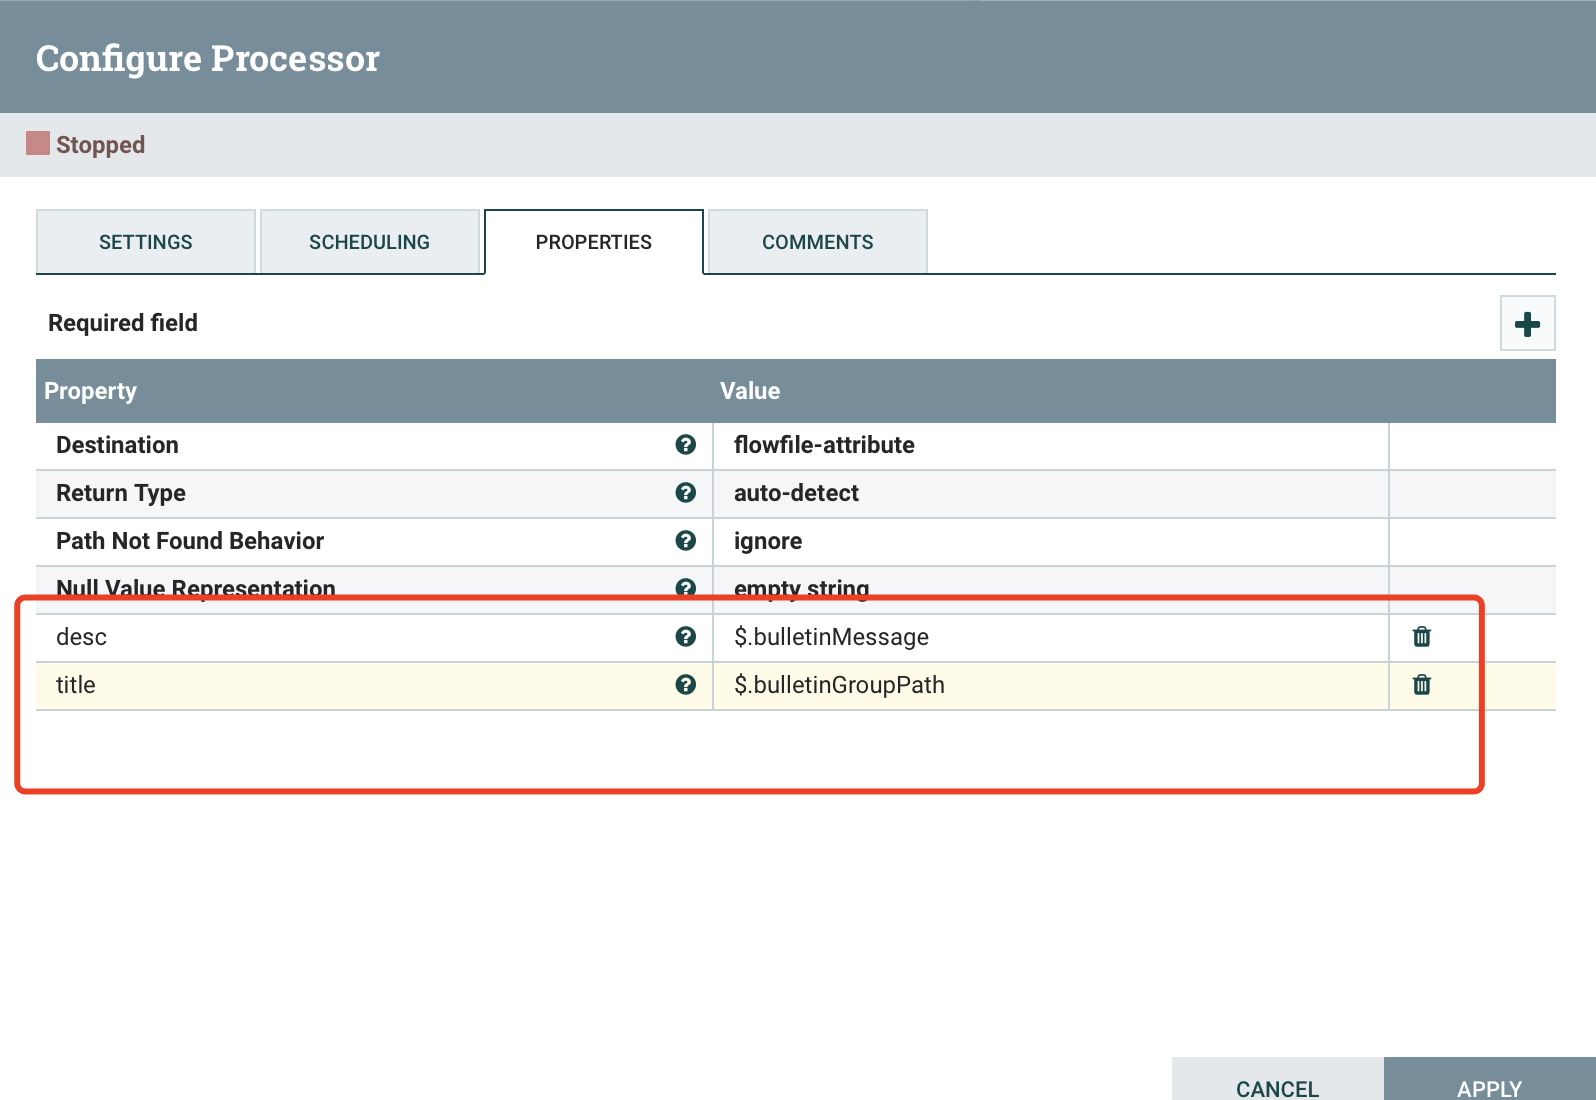 Configure Processor
Stopped
SETTINGS SCHEDULING PROPERTIES COMMENTS
Required field
Property Value
Destination flowfile-attribute
Return Type auto-detect
Path Not Found Behavior ignore
Null Value Representation empty string
desc $.bulletinMessage
title $.bulletinGroupPath
CANCEL APPLY